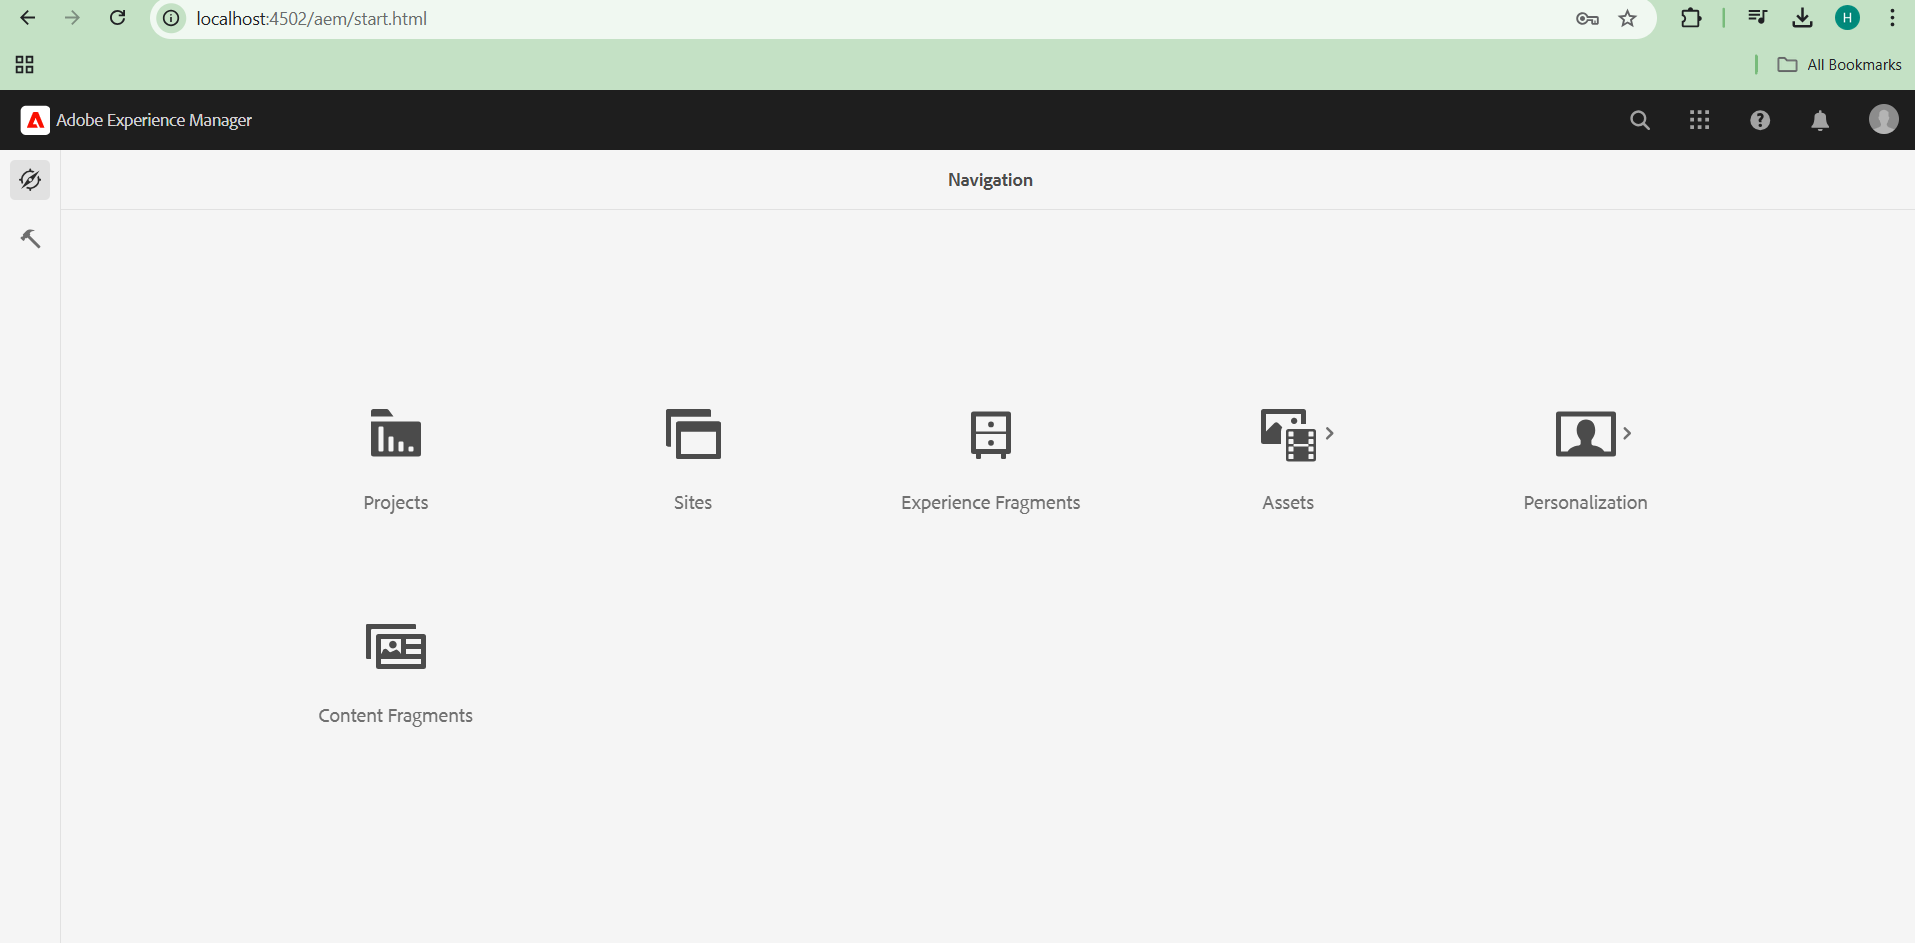 localhost:4502/aem/start.html
H
All Bookmarks
Adobe Experience Manager
Navigation
Projects
Sites
Experience Fragments
Assets
Personalization
Content Fragments